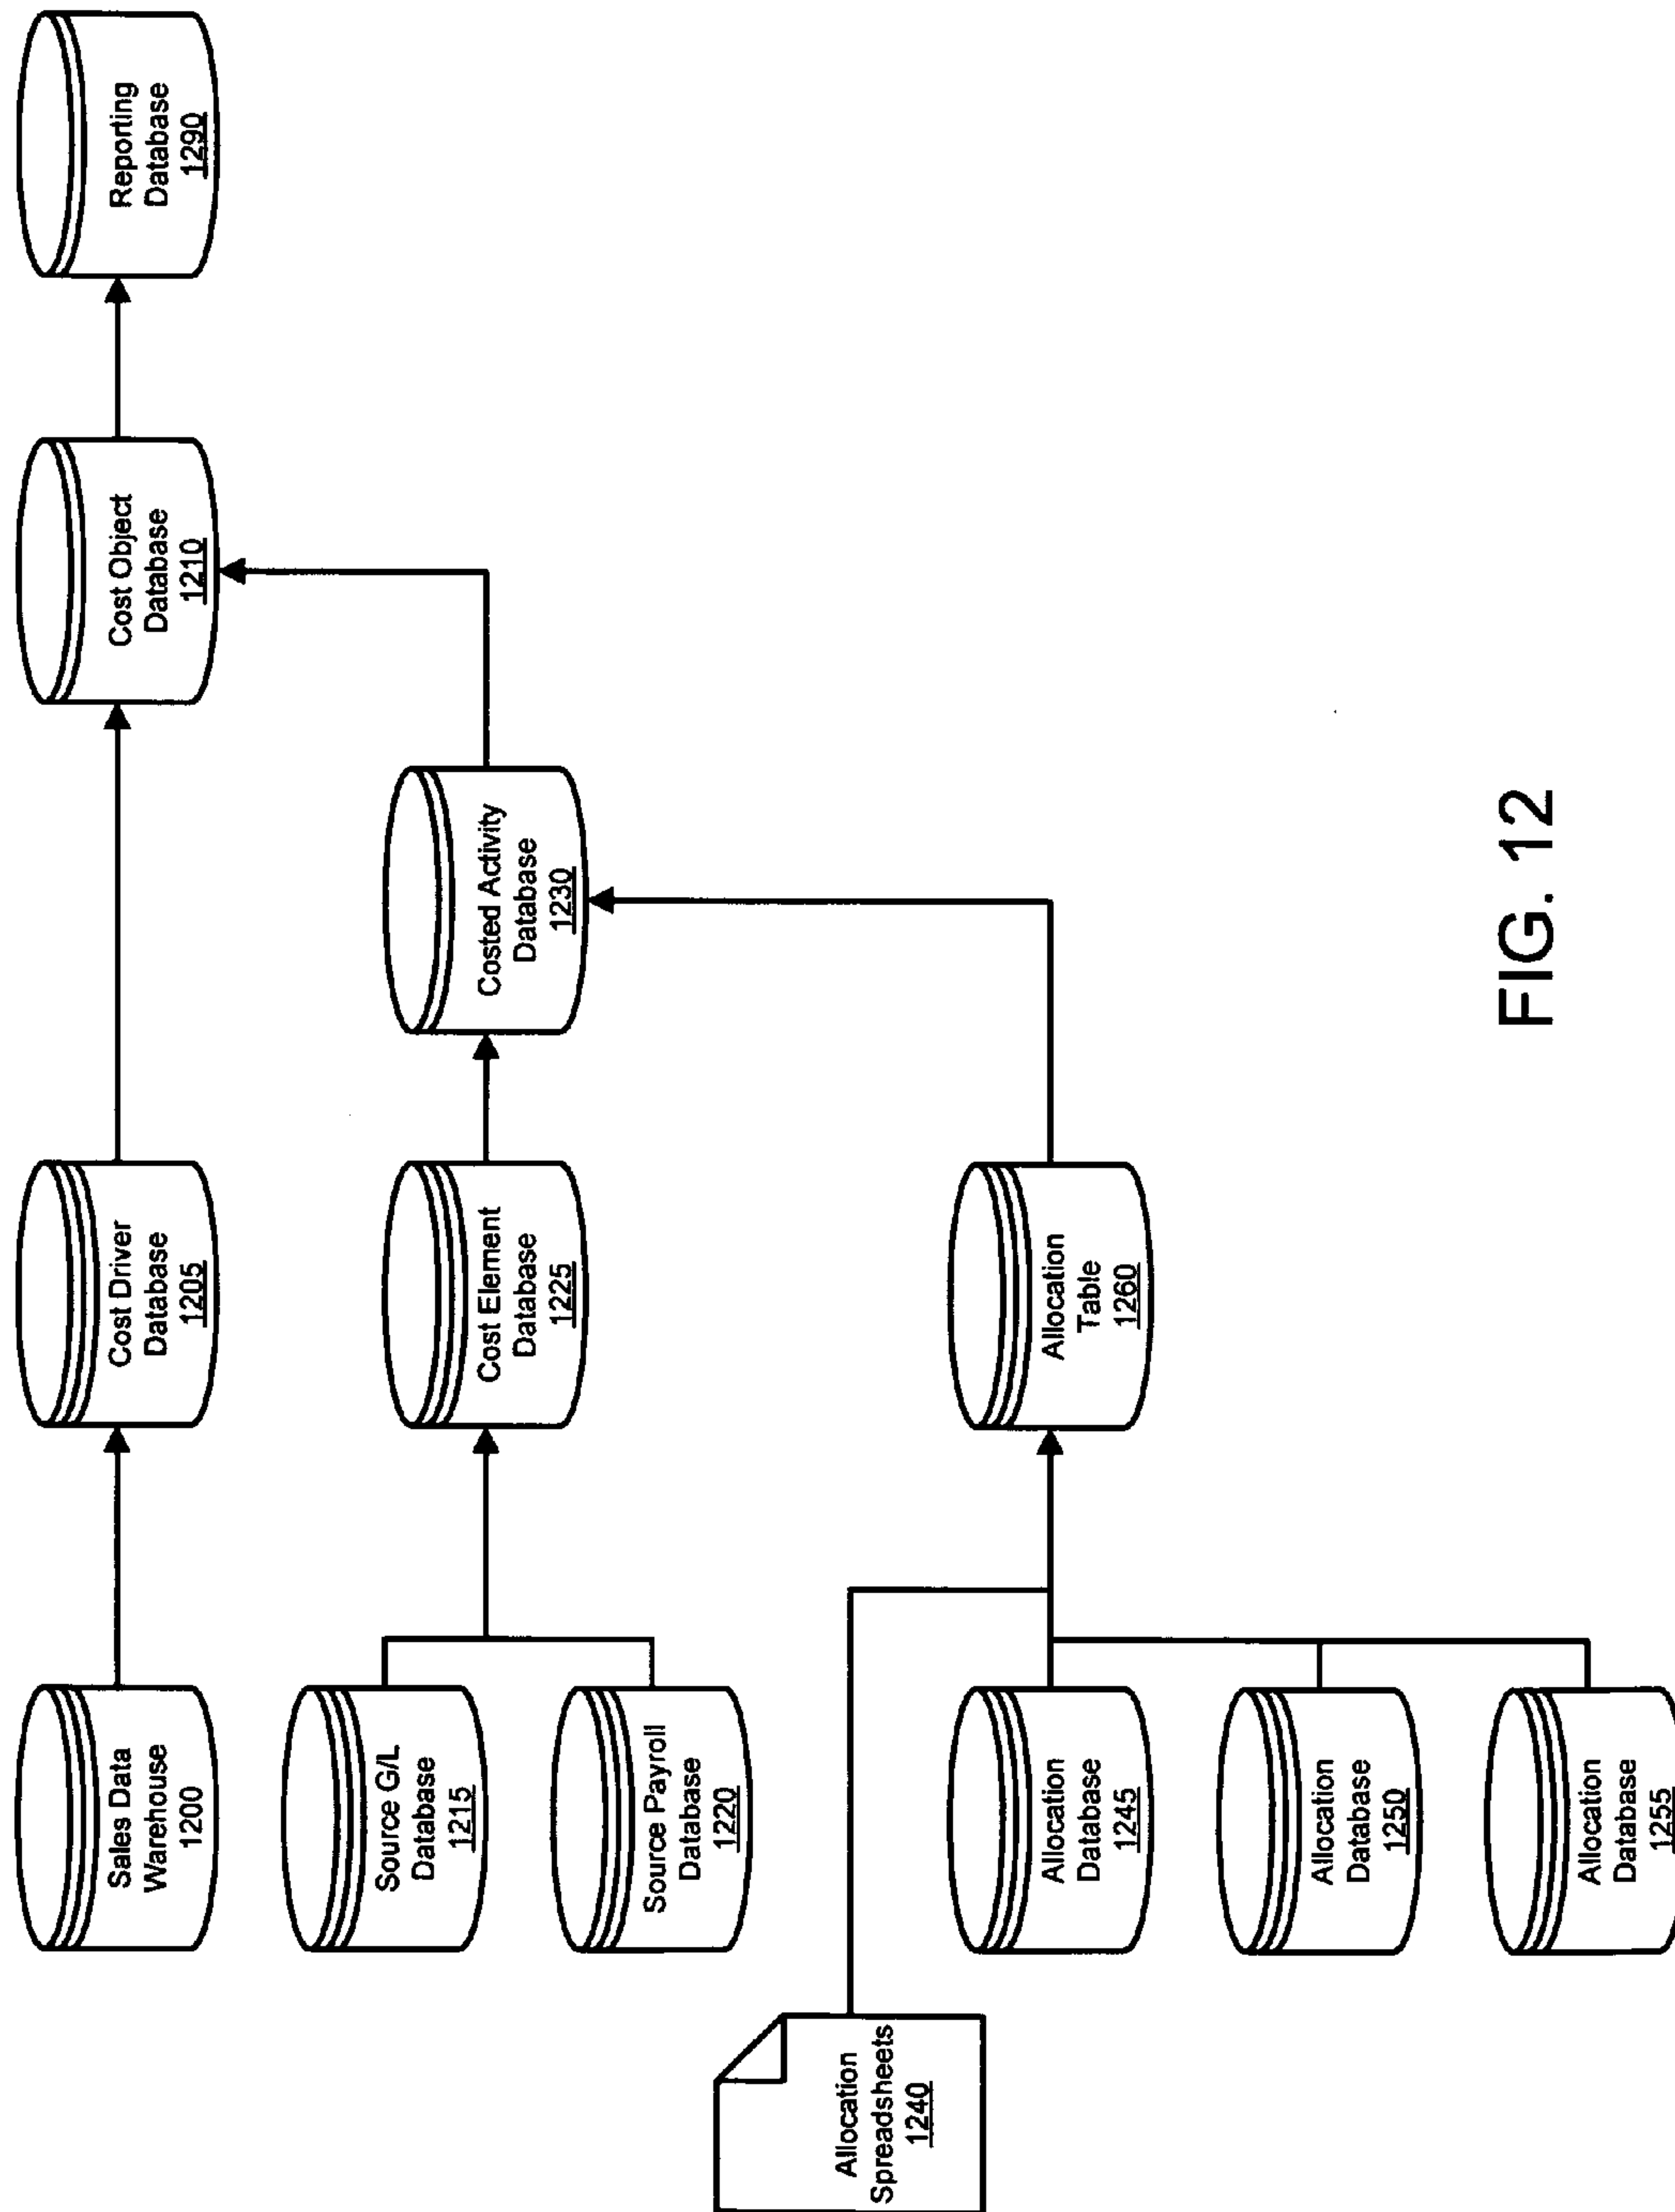 Sales Data
Warehouse
1200
Cost Driver
Database
1205
Cost Object
Database
1210
Reporting
Database
1290
Source G/L
Database
1215
Source Payroll
Database
1220
Cost Element
Database
1225
Costed Activity
Database
1230
Allocation
Spreadsheets
1240
Allocation
Database
1245
Allocation
Database
1250
Allocation
Database
1255
Allocation
Table
1260
FIG. 12